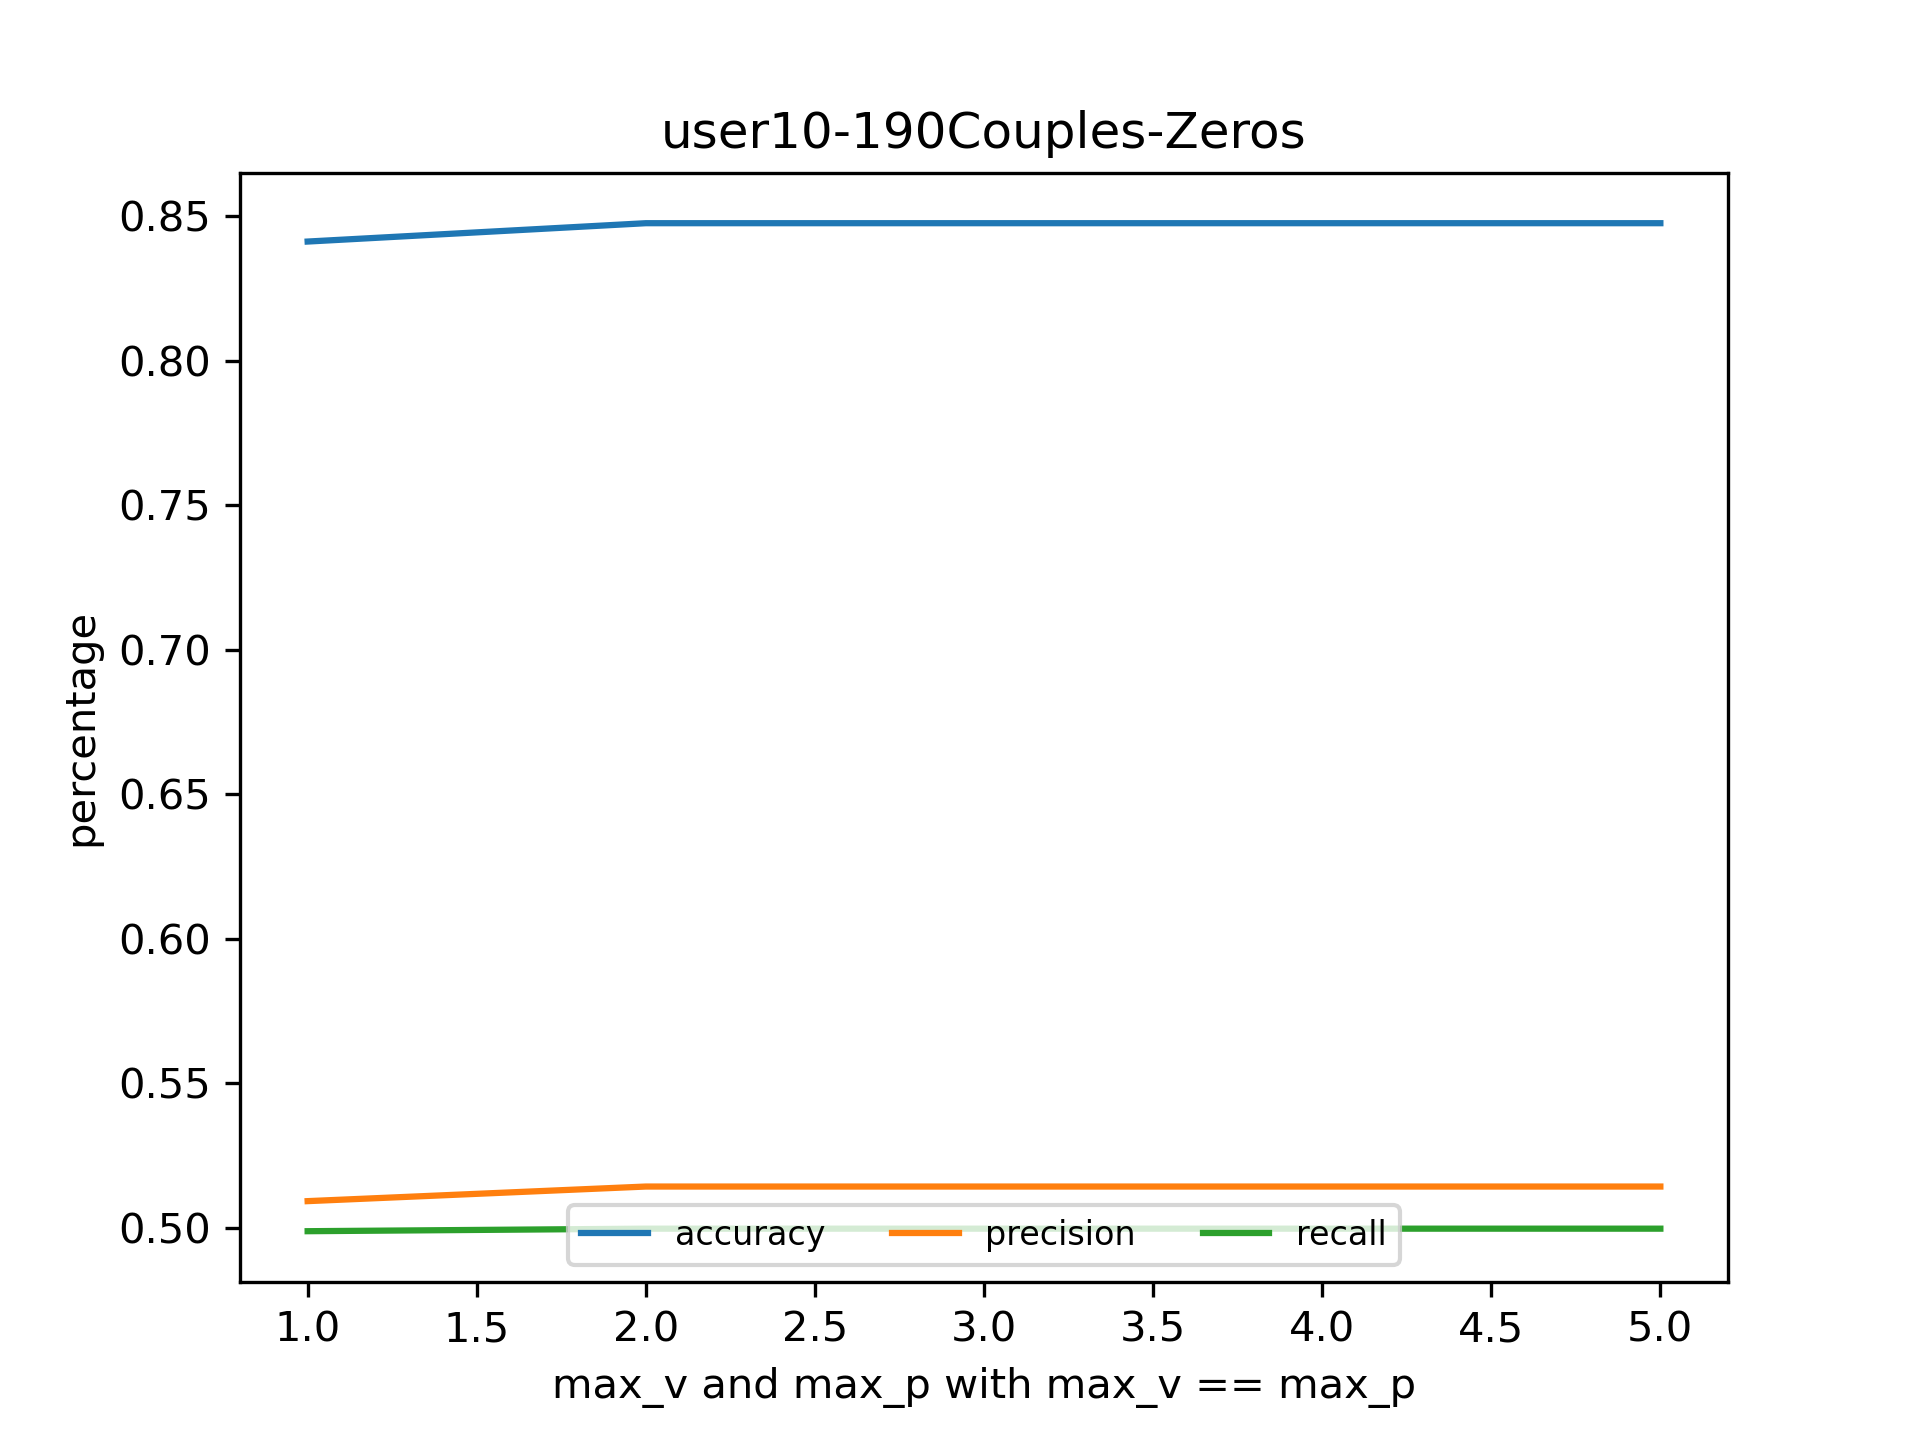 user10-190Couples-Zeros
percentage
0.85
0.80
0.75
0.70
0.65
0.60
0.55
0.50
accuracy precision recall
1.0 1.5 2.0 2.5 3.0 3.5 4.0 4.5 5.0
max_v and max_p with max_v == max_p